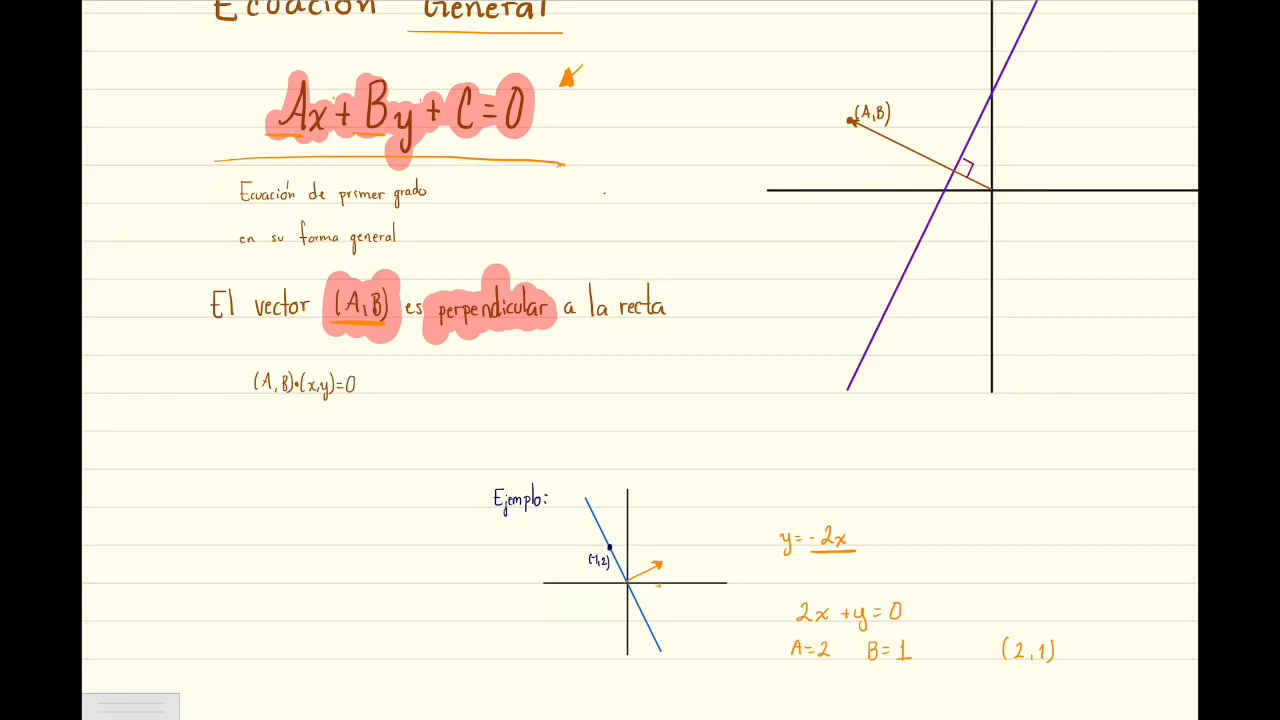 Ecuación General
Ax + By + C = 0
Ecuación de primer grado
en su forma general
El vector (A,B) es perpendicular a la recta
(A,B)•(x,y)=0
(A,B)
Ejemplo:
(-1,2)
y = -2x
2x + y = 0
A=2 B=1 (2,1)